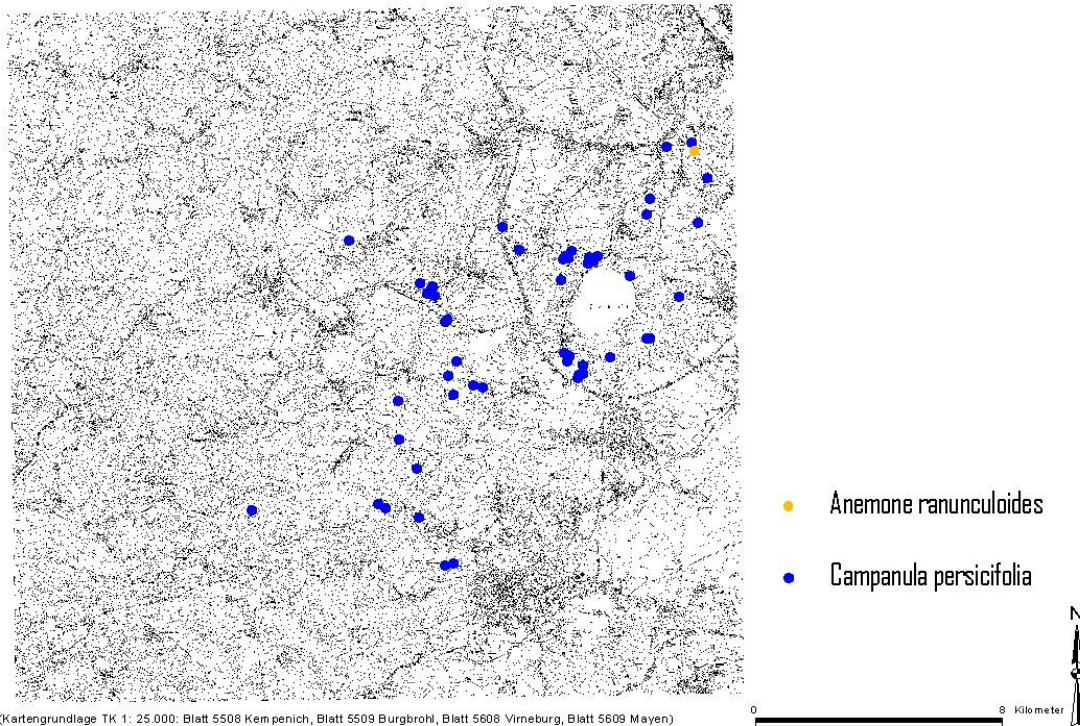 Anemone ranunculoides
Campanula persicifolia
N
0 8 Kilometer
(Kartengrundlage TK 1: 25.000: Blatt 5508 Kempenich, Blatt 5509 Burgbrohl, Blatt 5608 Virneburg, Blatt 5609 Mayen)